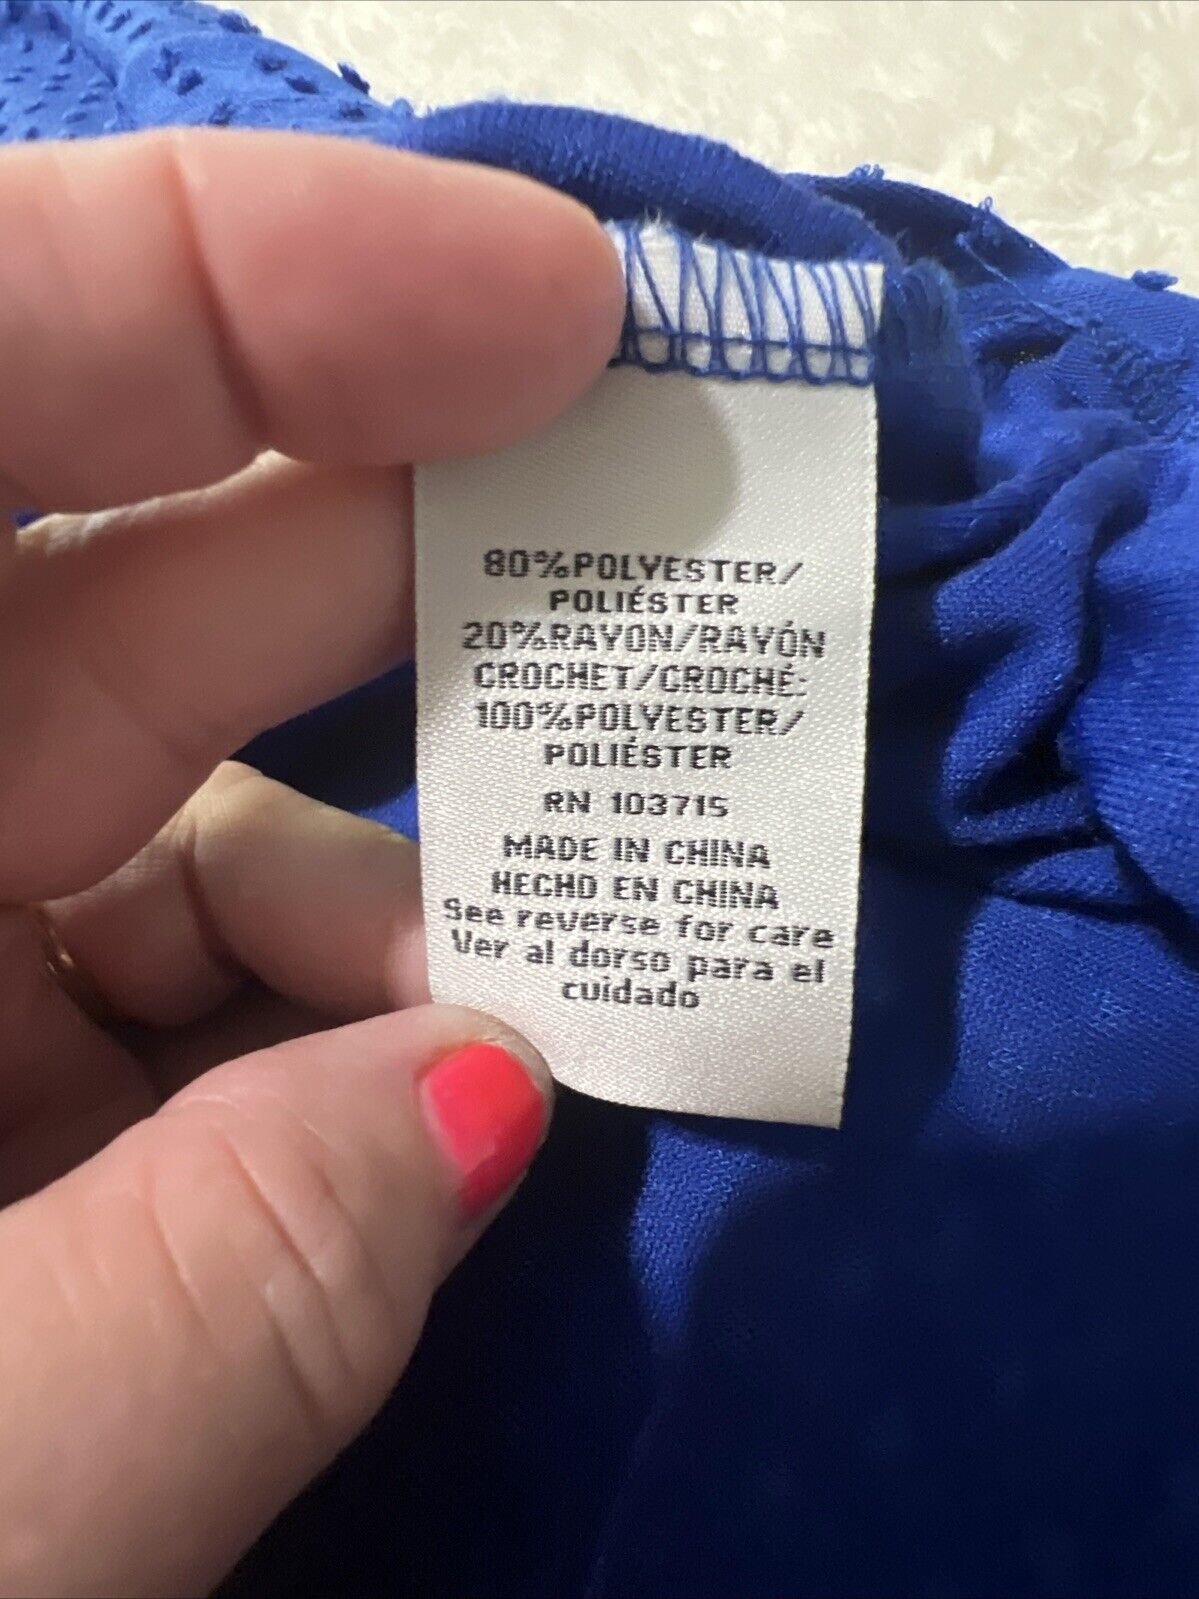 80%POLYESTER/
POLIÉSTER
20%RAYON/RAYÓN
CROCHET/CROCHÉ:
100%POLYESTER/
POLIÉSTER
RN 103715
MADE IN CHINA
HECHO EN CHINA
See reverse for care
Ver al dorso para el
cuidado